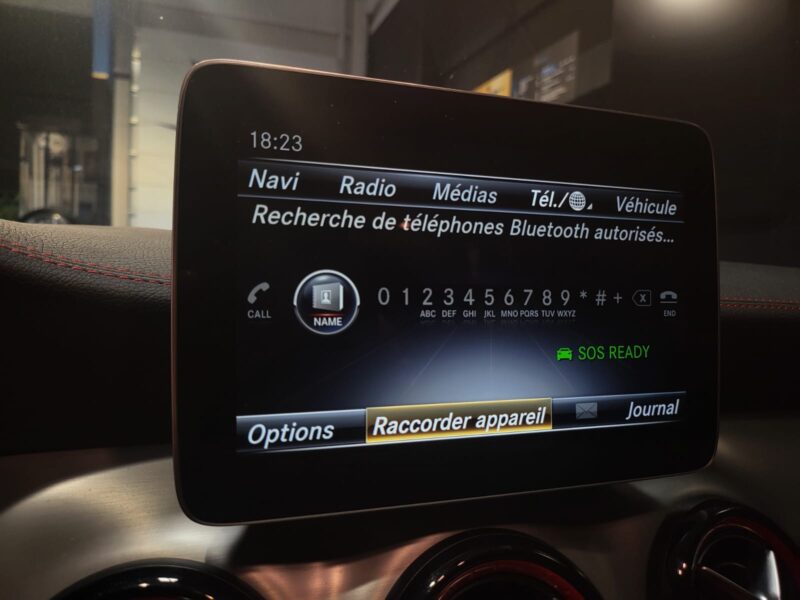 18:23
Navi Radio Médias Tél./ Véhicule
Recherche de téléphones Bluetooth autorisés...
CALL NAME 0 1 2 3 4 5 6 7 8 9 * # + X END
ABC DEF GHI JKL MNO PQRS TUV WXYZ
SOS READY
Options Raccorder appareil Journal